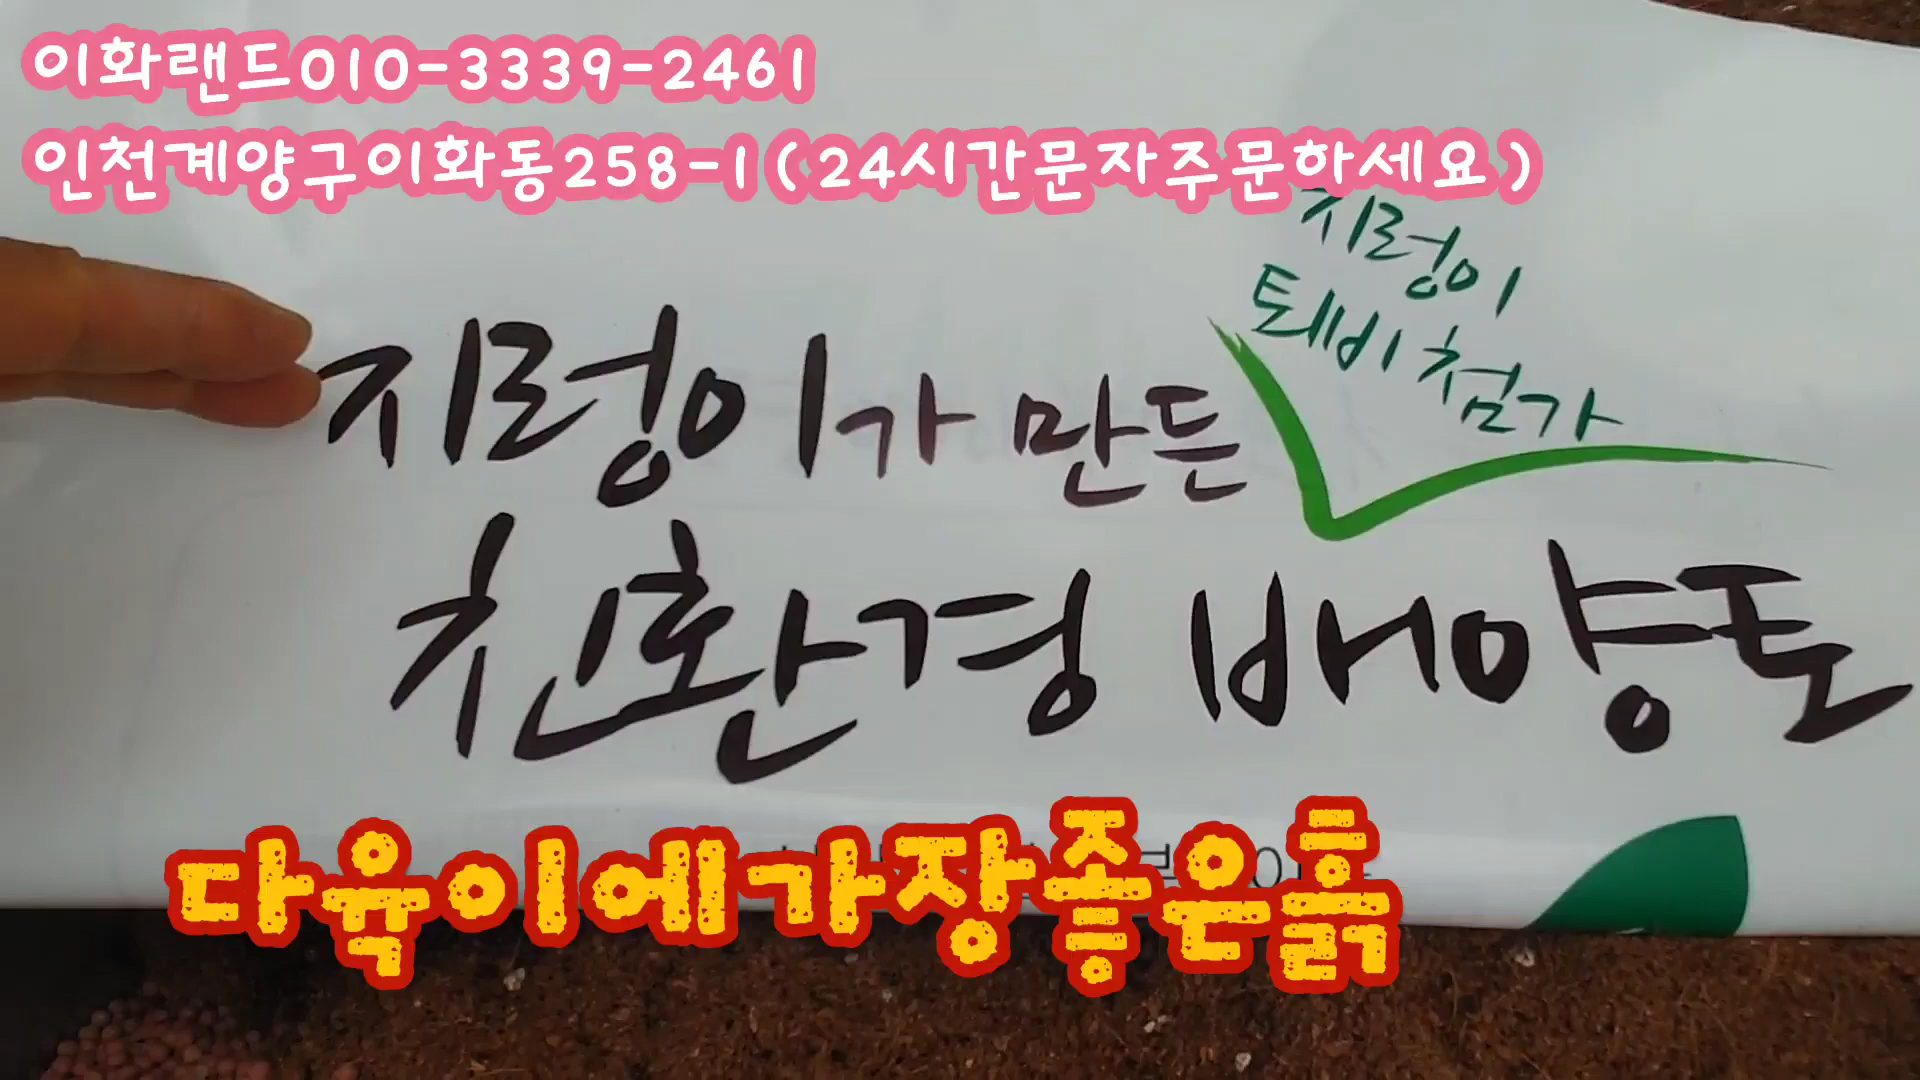 이화랜드010-3339-2461
인천계양구이화동258-1(24시간문자주문하세요)
지렁이
퇴비첨가
지렁이가 만든
친환경 배양토
다육이에가장좋은흙